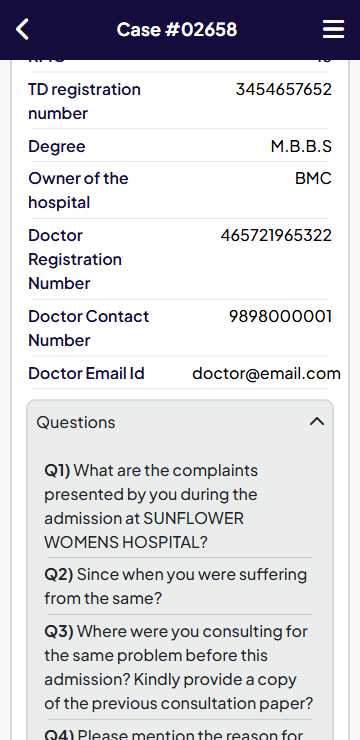 Case #02658
TD registration 3454657652
number
Degree M.B.B.S
Owner of the BMC
hospital
Doctor 465721965322
Registration
Number
Doctor Contact 9898000001
Number
Doctor Email Id doctor@email.com
Questions
Q1) What are the complaints
presented by you during the
admission at SUNFLOWER
WOMENS HOSPITAL?
Q2) Since when you were suffering
from the same?
Q3) Where were you consulting for
the same problem before this
admission? Kindly provide a copy
of the previous consultation paper?
Q4) Please mention the reason for